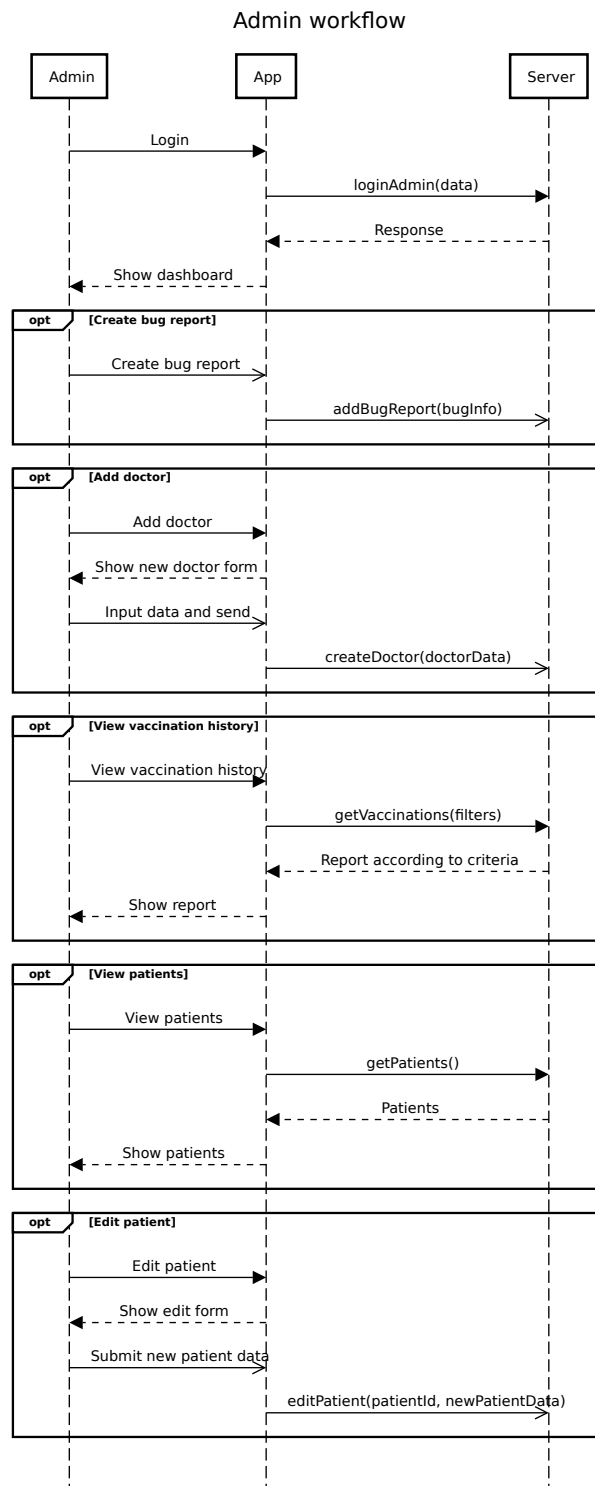 Admin workflow
Admin
App
Server
Login
loginAdmin(data)
Response
Show dashboard
opt [Create bug report]
Create bug report
addBugReport(bugInfo)
opt [Add doctor]
Add doctor
Show new doctor form
Input data and send
createDoctor(doctorData)
opt [View vaccination history]
View vaccination history
getVaccinations(filters)
Report according to criteria
Show report
opt [View patients]
View patients
getPatients()
Patients
Show patients
opt [Edit patient]
Edit patient
Show edit form
Submit new patient data
editPatient(patientId, newPatientData)